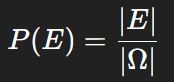 P(E) = |E| / |Ω|